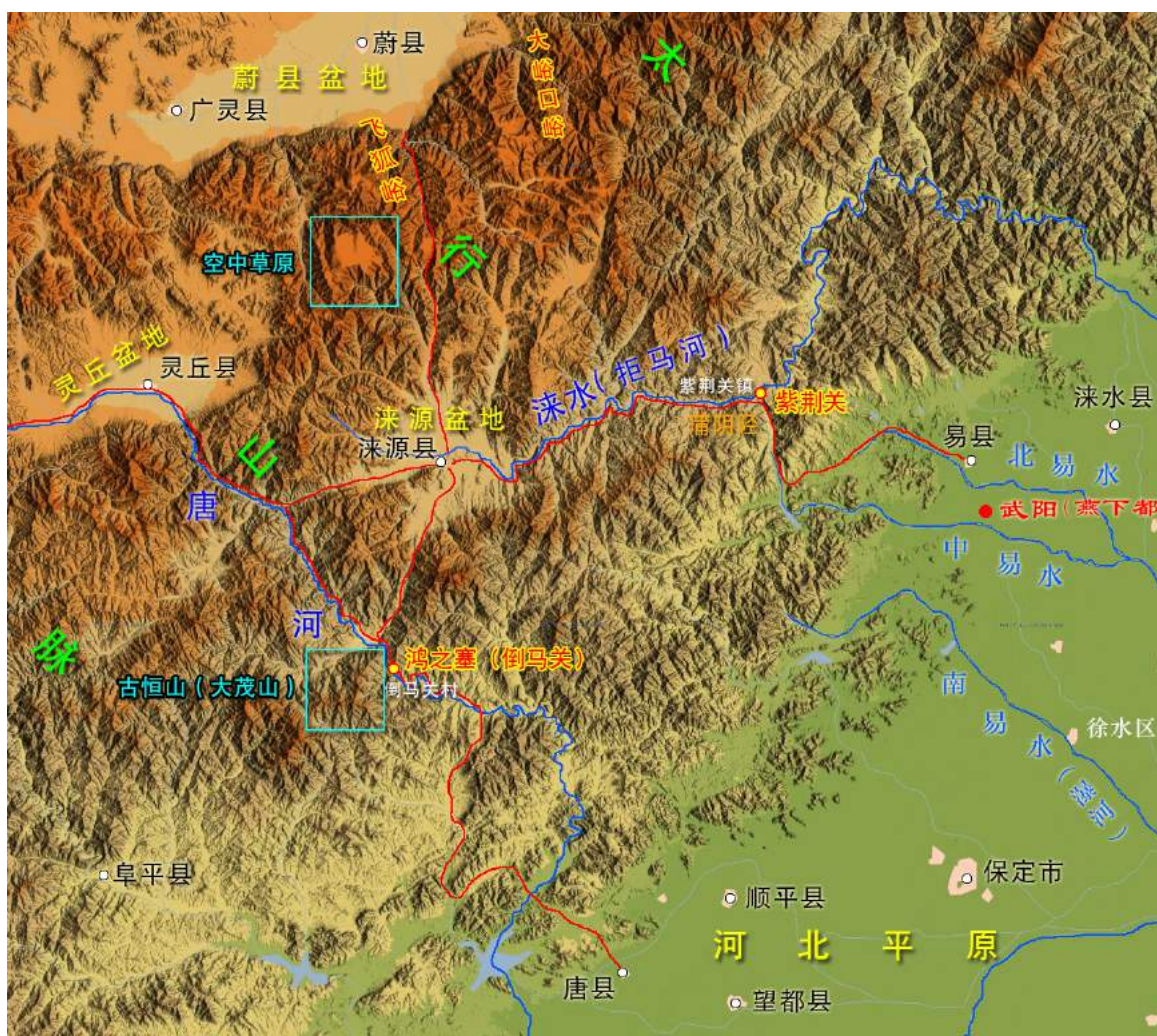 蔚县
蔚县盆地
广灵县
大峪口峪
太
飞狐峪
行
空中草原
灵丘盆地
灵丘县
涞水(拒马河)
紫荆关镇
紫荆关
蒲阴陉
涞源盆地
涞源县
涞水县
易县
北易水
武阳(燕下都
中易水
山
唐
河
脉
鸿之塞(倒马关)
倒马关村
古恒山(大茂山)
南易水(瀑河)
徐水区
阜平县
保定市
顺平县
河北平原
唐县
望都县